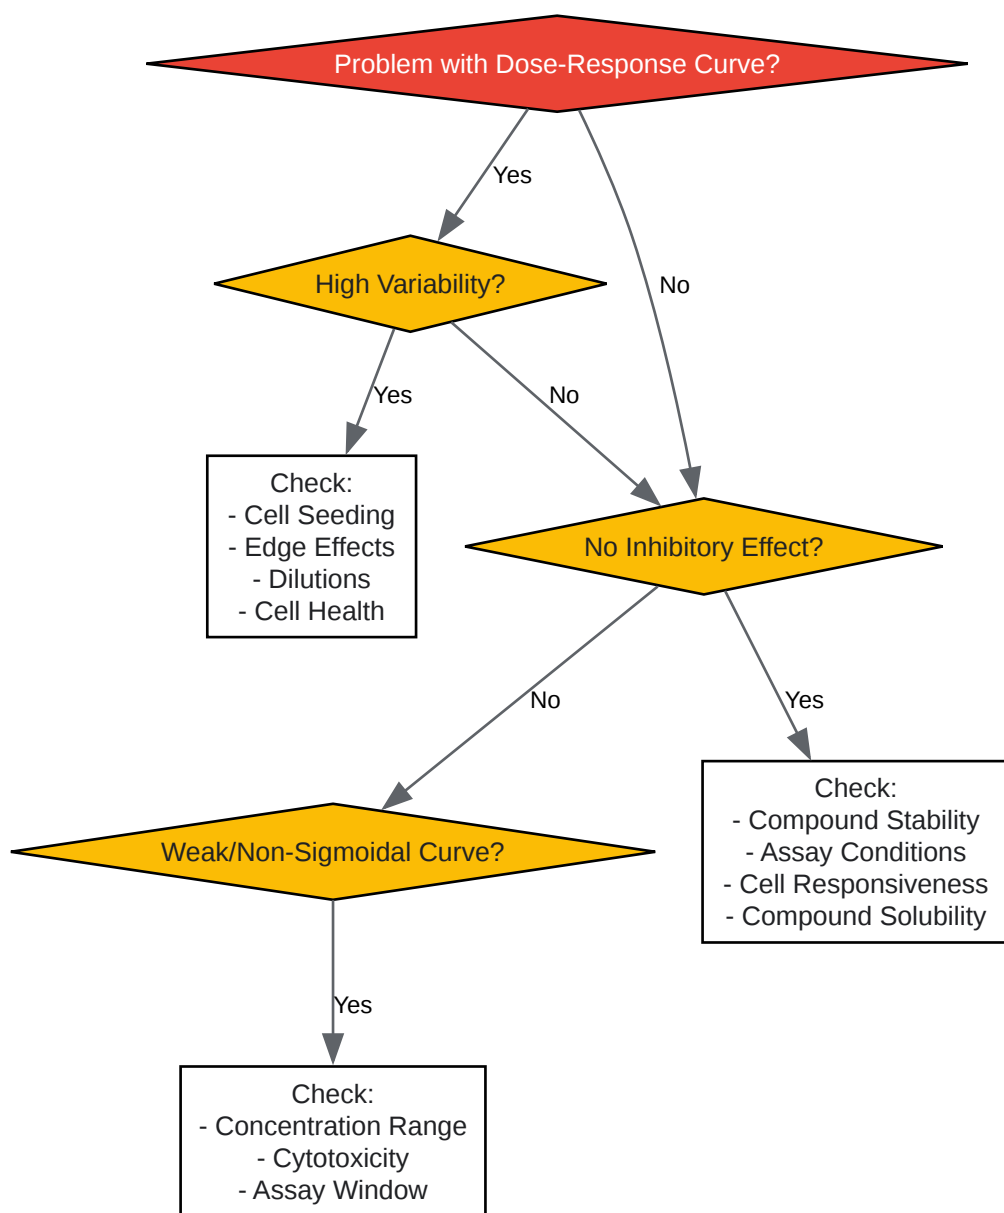 Problem with Dose-Response Curve?
Yes
High Variability?
No
Yes
No
Check:
- Cell Seeding
- Edge Effects
- Dilutions
- Cell Health
No Inhibitory Effect?
No
Yes
Check:
- Compound Stability
- Assay Conditions
- Cell Responsiveness
- Compound Solubility
Weak/Non-Sigmoidal Curve?
Yes
Check:
- Concentration Range
- Cytotoxicity
- Assay Window